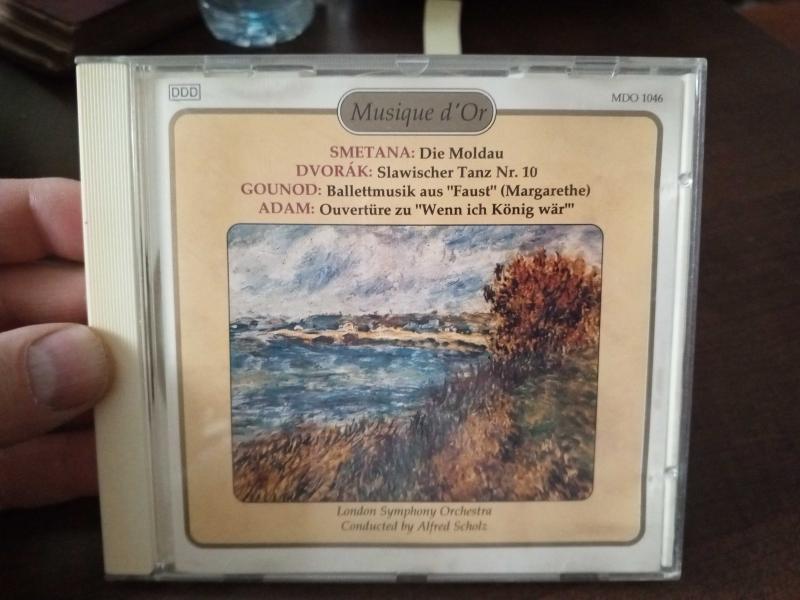 DDD
Musique d'Or
MDO 1046
SMETANA: Die Moldau
DVORÁK: Slawischer Tanz Nr. 10
GOUNOD: Ballettmusik aus "Faust" (Margarethe)
ADAM: Ouvertüre zu "Wenn ich König wär'"
London Symphony Orchestra
Conducted by Alfred Scholz